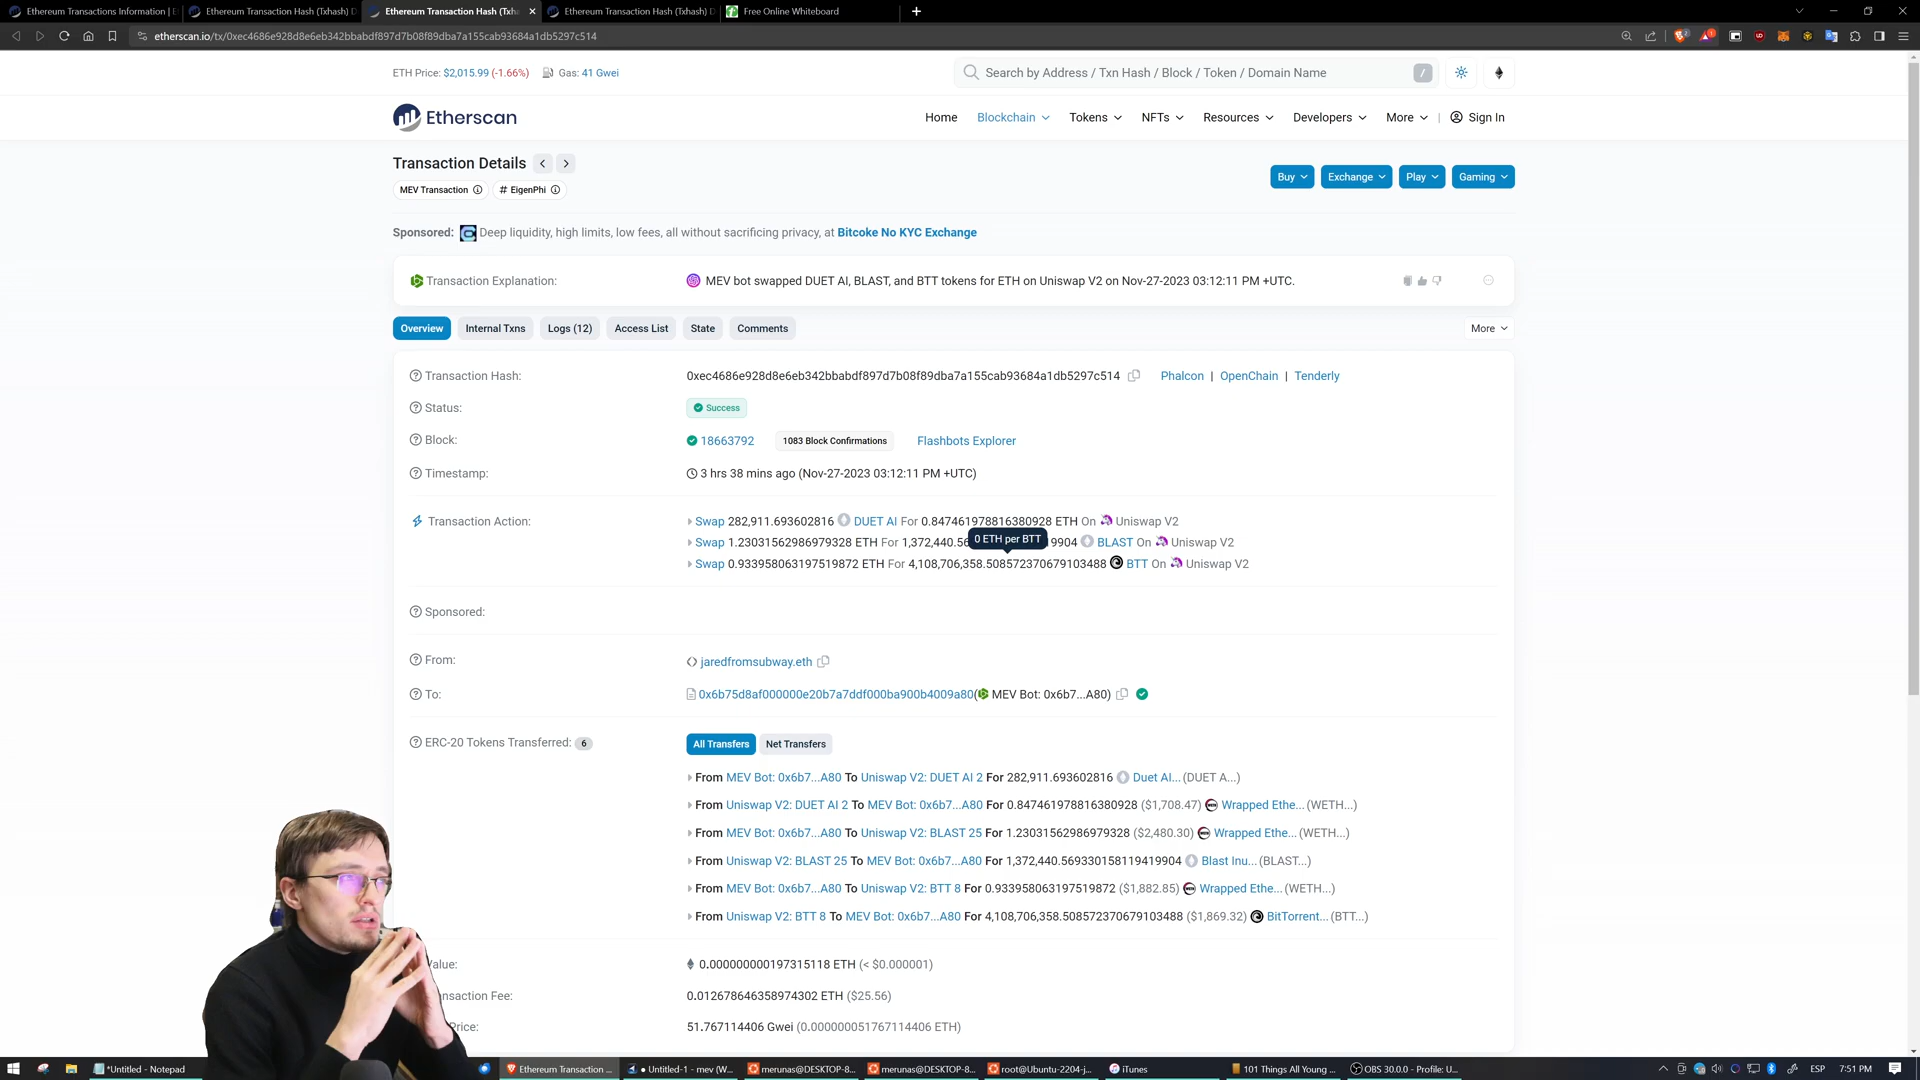 Ethereum Transactions Information | E
Ethereum Transaction Hash (Txhash) D
Ethereum Transaction Hash (Txha
Ethereum Transaction Hash (Txhash) D
Free Online Whiteboard
etherscan.io/tx/0xec4686e928d8e6eb342bbabdf897d7b08f89dba7a155cab93684a1db5297c514
ETH Price: $2,015.99 (-1.66%) Gas: 41 Gwei
Search by Address / Txn Hash / Block / Token / Domain Name /
Etherscan
Home Blockchain Tokens NFTs Resources Developers More | Sign In
Transaction Details
MEV Transaction # EigenPhi
Buy Exchange Play Gaming
Sponsored: Deep liquidity, high limits, low fees, all without sacrificing privacy, at Bitcoke No KYC Exchange
Transaction Explanation: MEV bot swapped DUET AI, BLAST, and BTT tokens for ETH on Uniswap V2 on Nov-27-2023 03:12:11 PM +UTC.
Overview Internal Txns Logs (12) Access List State Comments More
Transaction Hash: 0xec4686e928d8e6eb342bbabdf897d7b08f89dba7a155cab93684a1db5297c514 Phalcon | OpenChain | Tenderly
Status: Success
Block: 18663792 1083 Block Confirmations Flashbots Explorer
Timestamp: 3 hrs 38 mins ago (Nov-27-2023 03:12:11 PM +UTC)
Transaction Action: Swap 282,911.693602816 DUET AI For 0.847461978816380928 ETH On Uniswap V2
0 ETH per BTT
Swap 1.23031562986979328 ETH For 1,372,440.56 19904 BLAST On Uniswap V2
Swap 0.933958063197519872 ETH For 4,108,706,358.508572370679103488 BTT On Uniswap V2
Sponsored:
From: jaredfromsubway.eth
To: 0x6b75d8af000000e20b7a7ddf000ba900b4009a80 (MEV Bot: 0x6b7...A80)
ERC-20 Tokens Transferred: 6 All Transfers Net Transfers
From MEV Bot: 0x6b7...A80 To Uniswap V2: DUET AI 2 For 282,911.693602816 Duet AI... (DUET A...)
From Uniswap V2: DUET AI 2 To MEV Bot: 0x6b7...A80 For 0.847461978816380928 ($1,708.47) Wrapped Ethe... (WETH...)
From MEV Bot: 0x6b7...A80 To Uniswap V2: BLAST 25 For 1.23031562986979328 ($2,480.30) Wrapped Ethe... (WETH...)
From Uniswap V2: BLAST 25 To MEV Bot: 0x6b7...A80 For 1,372,440.569330158119419904 Blast Inu... (BLAST...)
From MEV Bot: 0x6b7...A80 To Uniswap V2: BTT 8 For 0.933958063197519872 ($1,882.85) Wrapped Ethe... (WETH...)
From Uniswap V2: BTT 8 To MEV Bot: 0x6b7...A80 For 4,108,706,358.508572370679103488 ($1,869.32) BitTorrent... (BTT...)
alue: 0.000000000197315118 ETH (< $0.000001)
nsaction Fee: 0.012678646358974302 ETH ($25.56)
Price: 51.767114406 Gwei (0.000000051767114406 ETH)
*Untitled - Notepad
Ethereum Transaction ...
● Untitled-1 - mev (W...
merunas@DESKTOP-8...
merunas@DESKTOP-8...
root@Ubuntu-2204-j...
iTunes
101 Things All Young ...
OBS 30.0.0 - Profile: U...
ESP 7:51 PM